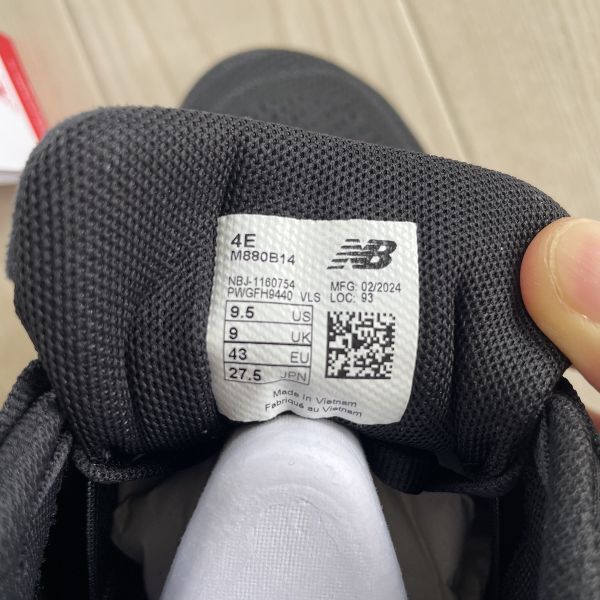 4E
M880B14
NB
NBJ-1160754
PWGFH9440 VLS
MFG: 02/2024
LOC: 93
9.5 US
9 UK
43 EU
27.5 JPN
Made in Vietnam
Fabriqué au Vietnam